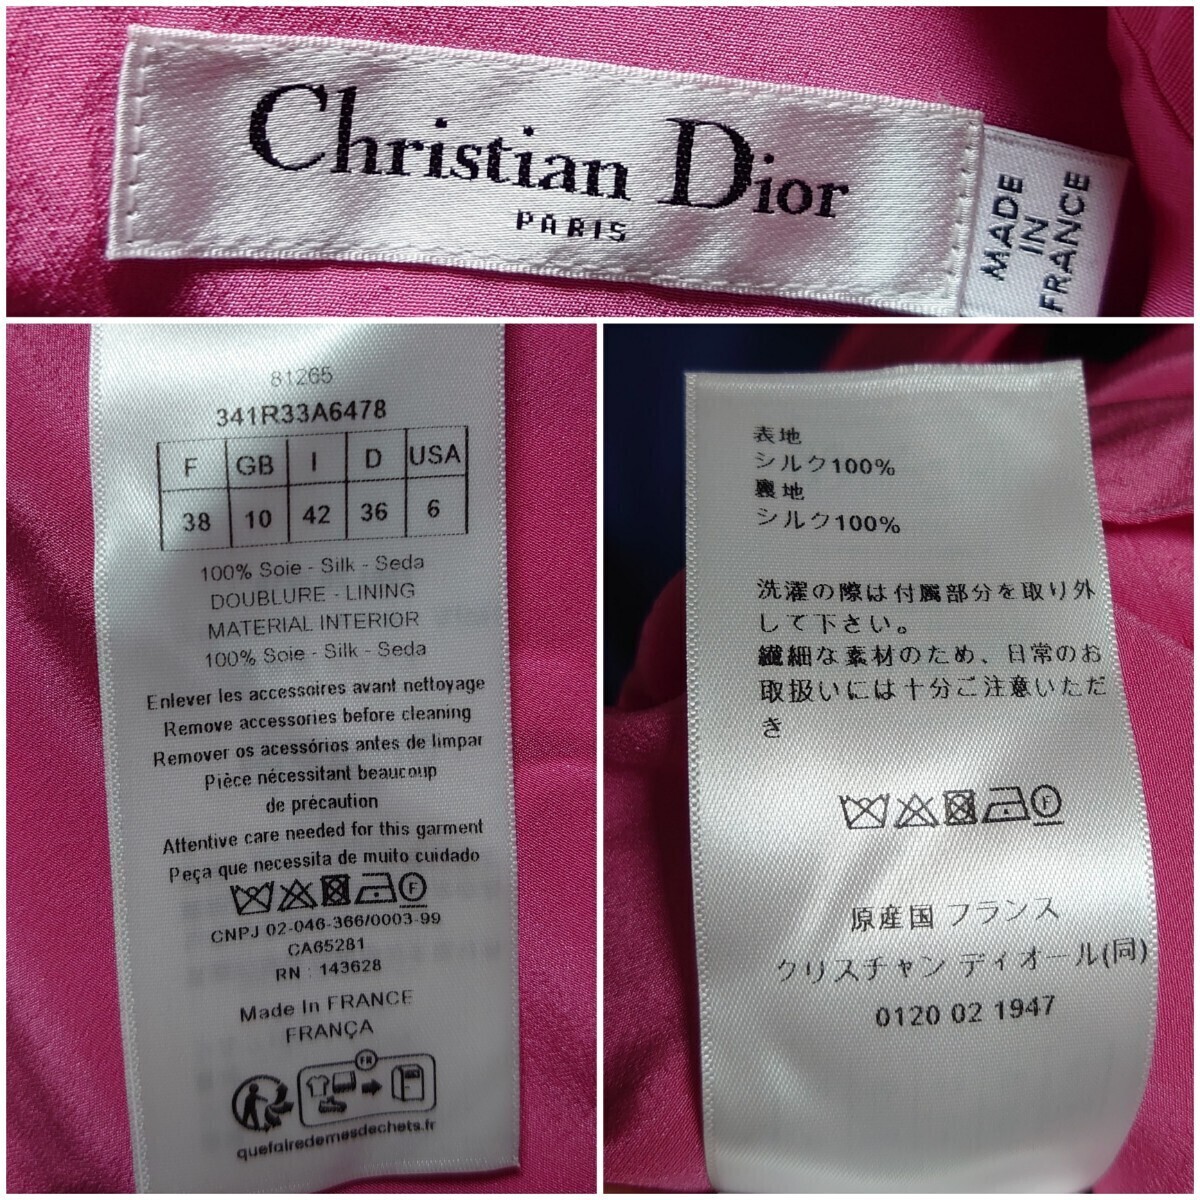 Christian Dior
PARIS
MADE
IN
FRANCE
81265
341R33A6478
F GB I D USA
38 10 42 36 6
100% Soie - Silk - Seda
DOUBLURE - LINING
MATERIAL INTERIOR
100% Soie - Silk - Seda
Enlever les accessoires avant nettoyage
Remove accessories before cleaning
Remover os acessórios antes de limpar
Pièce nécessitant beaucoup
de précaution
Attentive care needed for this garment
Peça que necessita de muito cuidado
F
CNPJ 02-046-366/0003-99
CA65281
RN : 143628
Made In FRANCE
FRANÇA
FR
quefairedemesdechets.fr
表地
シルク100%
裏地
シルク100%
洗濯の際は付属部分を取り外
して下さい。
繊細な素材のため、日常のお
取扱いには十分ご注意いただ
き
F
原産国 フランス
クリスチャン ディオール(同)
0120 02 1947